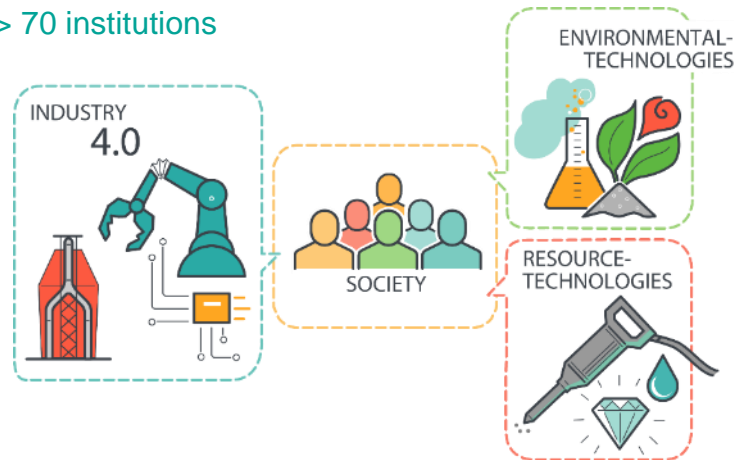 > 70 institutions
INDUSTRY
4.0
SOCIETY
ENVIRONMENTAL-
TECHNOLOGIES
RESOURCE-
TECHNOLOGIES